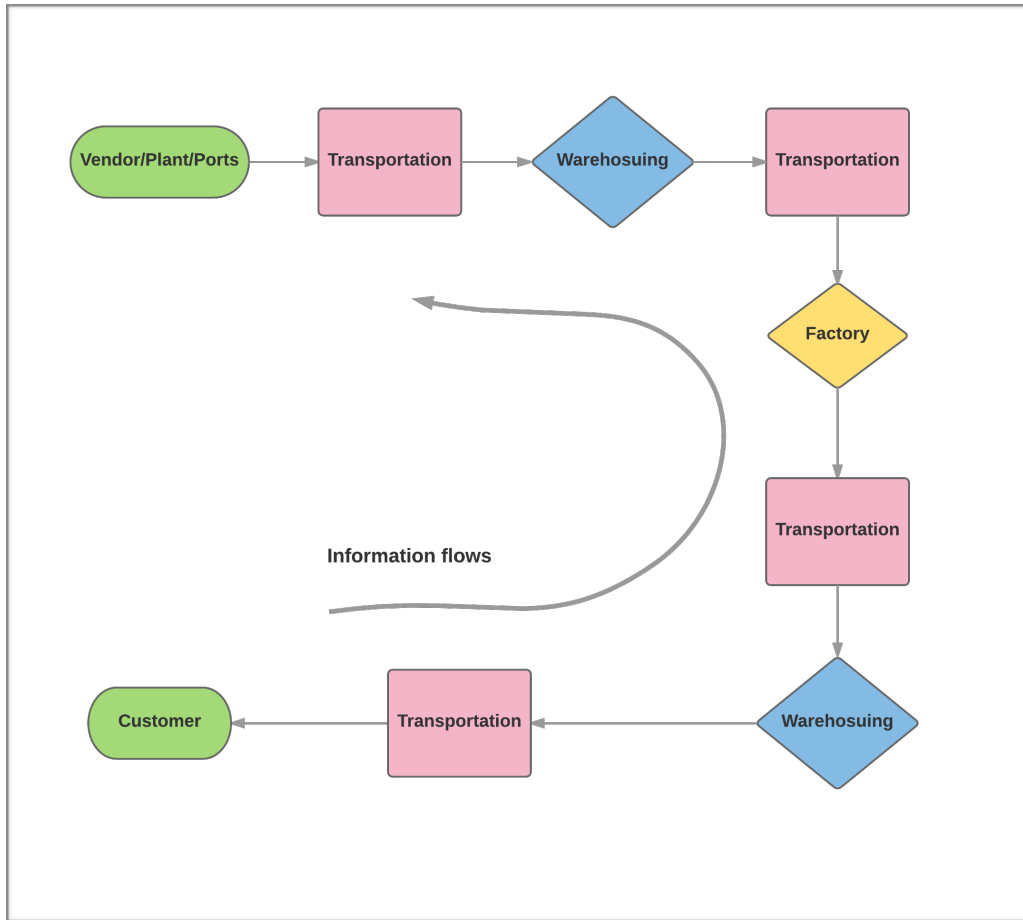 Vendor/Plant/Ports
Transportation
Warehosuing
Transportation
Factory
Transportation
Information flows
Customer
Transportation
Warehosuing